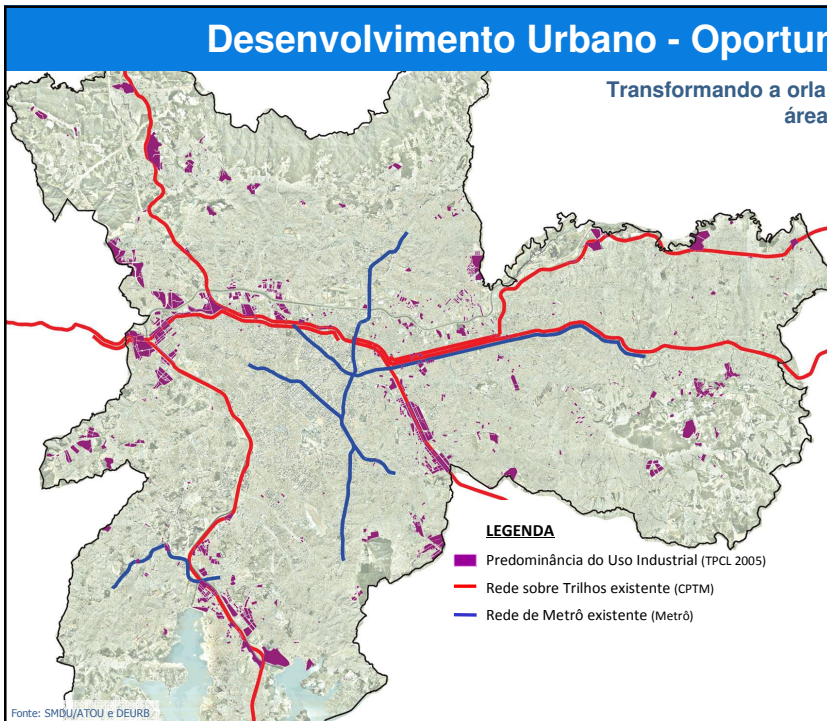 Desenvolvimento Urbano - Oportun
Transformando a orla
área
LEGENDA
Predominância do Uso Industrial (TPCL 2005)
Rede sobre Trilhos existente (CPTM)
Rede de Metrô existente (Metrô)
Fonte: SMDU/ATOU e DEURB